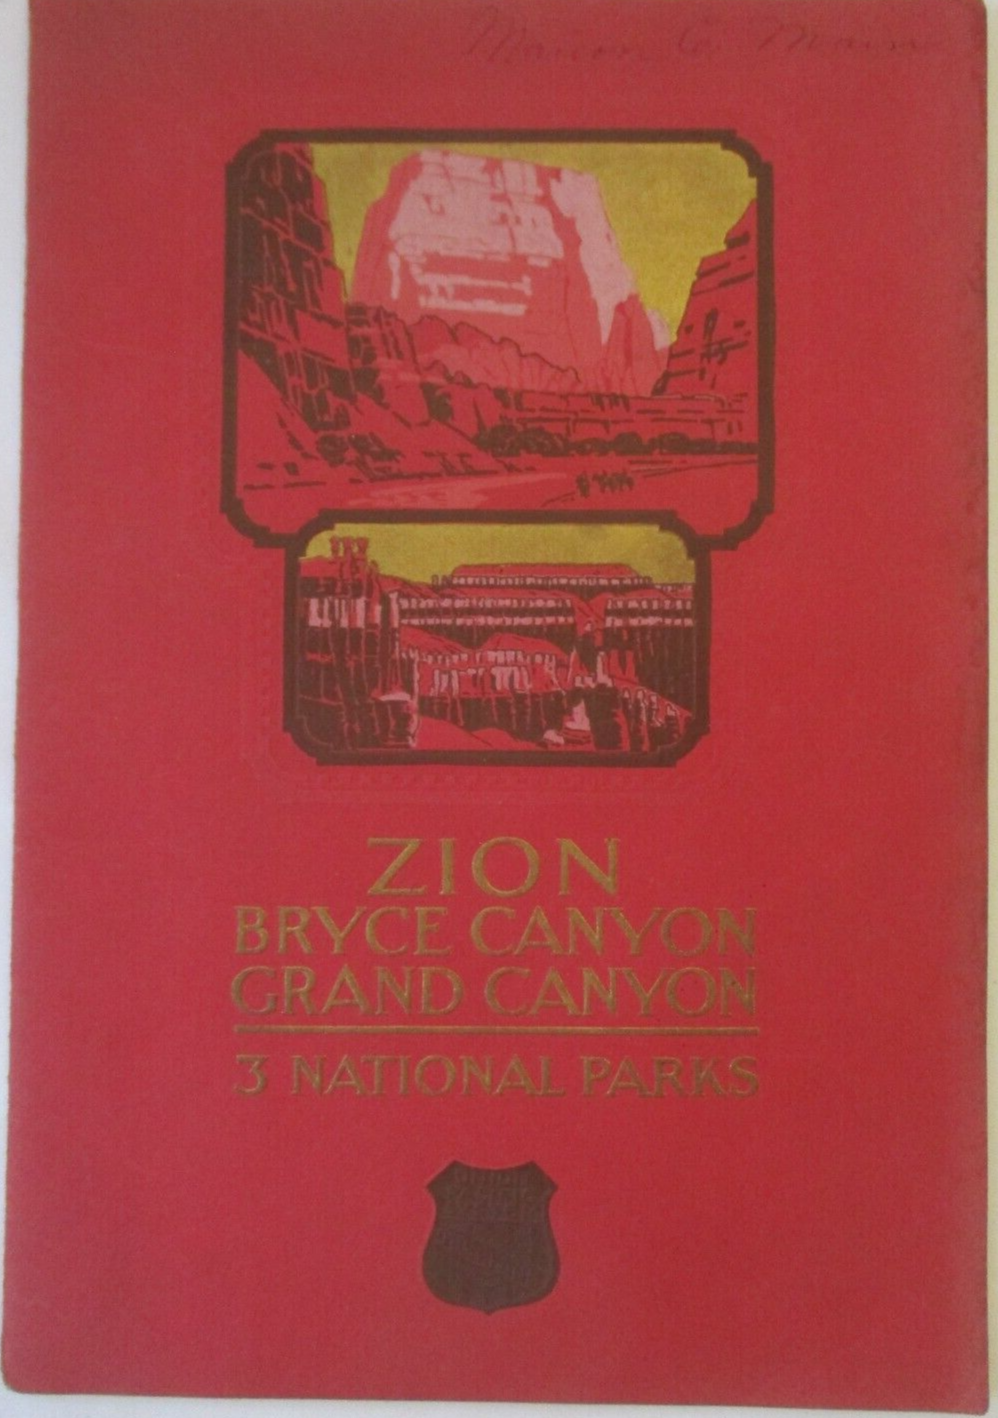 ZION
BRYCE CANYON
GRAND CANYON
3 NATIONAL PARKS